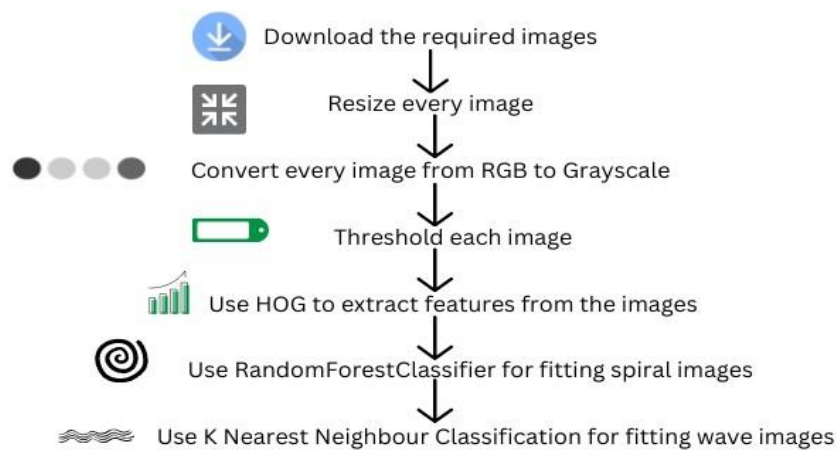 Download the required images
Resize every image
Convert every image from RGB to Grayscale
Threshold each image
Use HOG to extract features from the images
Use RandomForestClassifier for fitting spiral images
Use K Nearest Neighbour Classification for fitting wave images